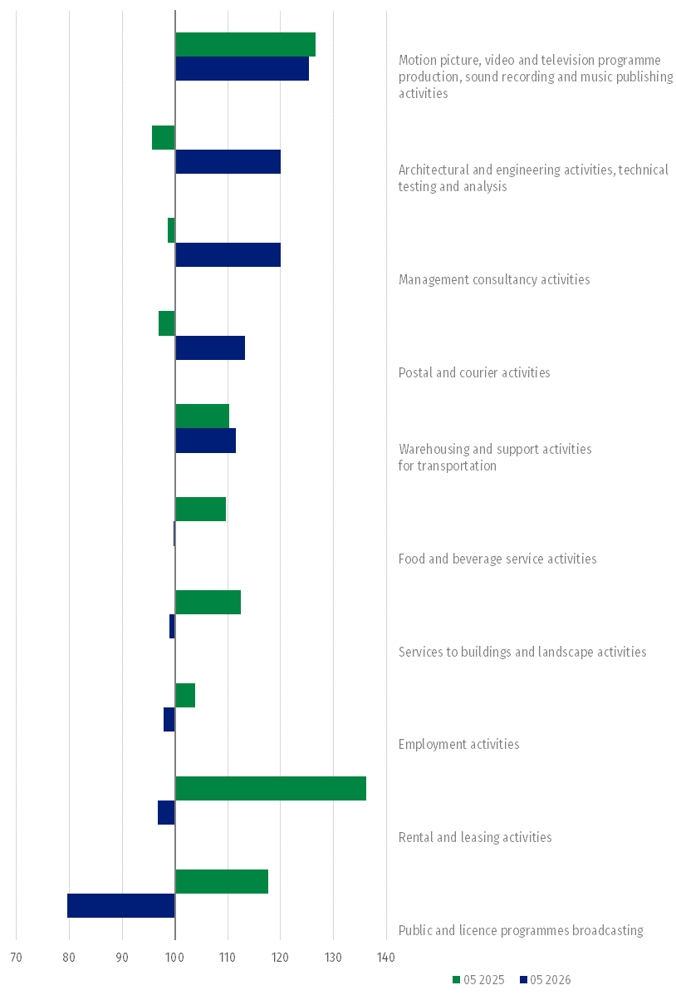 Motion picture, video and television programme
production, sound recording and music publishing
activities
Architectural and engineering activities, technical
testing and analysis
Management consultancy activities
Postal and courier activities
Warehousing and support activities
for transportation
Food and beverage service activities
Services to buildings and landscape activities
Employment activities
Rental and leasing activities
Public and licence programmes broadcasting
70 80 90 100 110 120 130 140
05 2025 05 2026